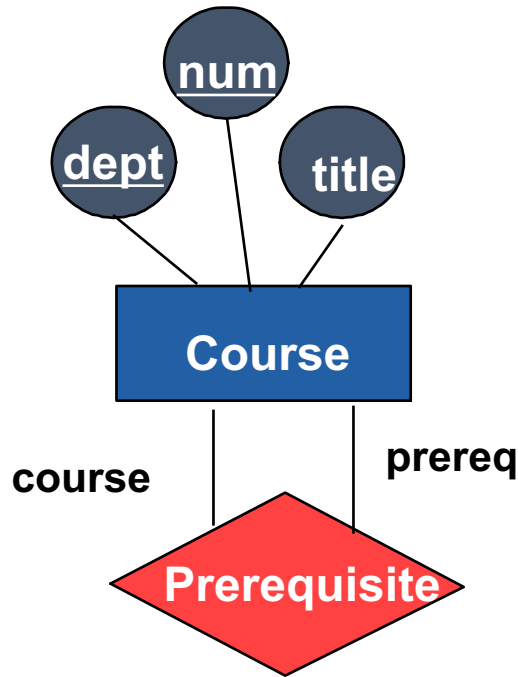 num
dept
title
Course
course
prereq
Prerequisite